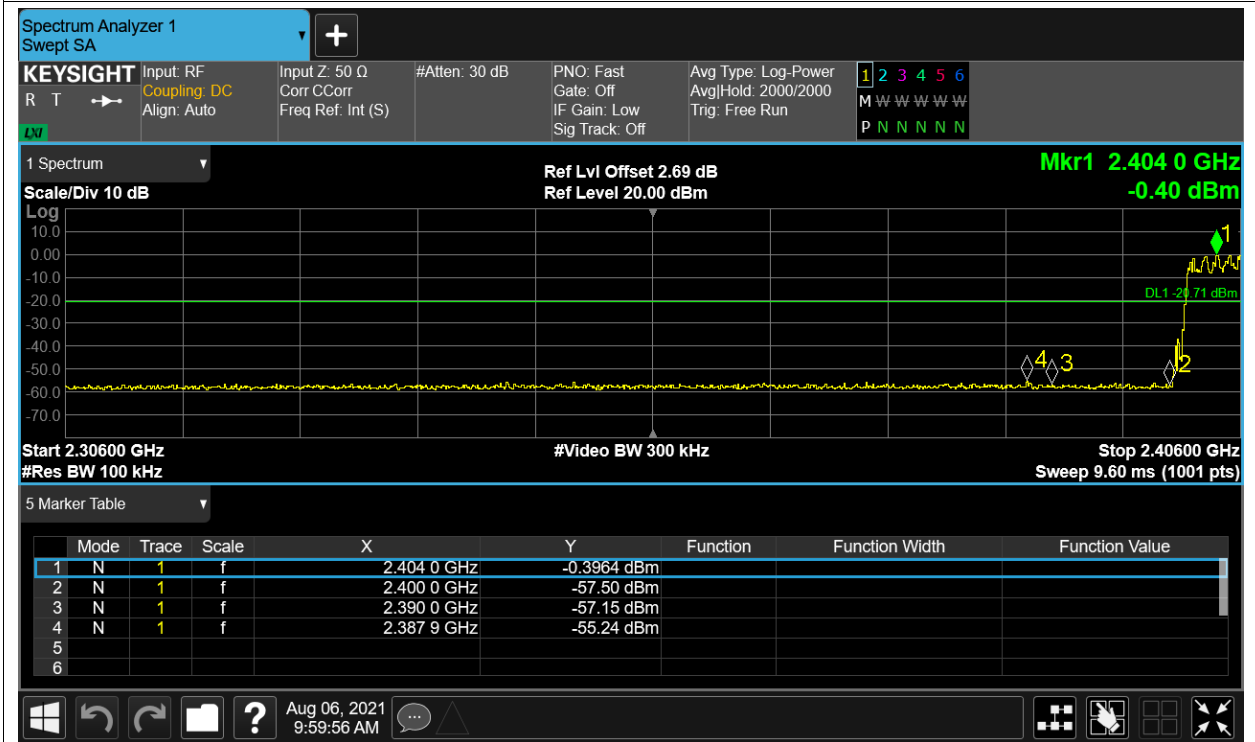 Spectrum Analyzer 1
Swept SA
KEYSIGHT Input: RF Input Z: 50 Ω #Atten: 30 dB PNO: Fast Avg Type: Log-Power 1 2 3 4 5 6
R T Coupling: DC Corr CCorr Gate: Off Avg|Hold: 2000/2000 M W W W W W
Align: Auto Freq Ref: Int (S) IF Gain: Low Trig: Free Run
LXI Sig Track: Off P N N N N N
1 Spectrum Ref Lvl Offset 2.69 dB Mkr1 2.404 0 GHz
Scale/Div 10 dB Ref Level 20.00 dBm -0.40 dBm
Log
10.0 1
0.00
-10.0
-20.0 DL1 -20.71 dBm
-30.0
-40.0
-50.0 4 3 2
-60.0
-70.0
Start 2.30600 GHz #Video BW 300 kHz Stop 2.40600 GHz
#Res BW 100 kHz Sweep 9.60 ms (1001 pts)
5 Marker Table
Mode Trace Scale X Y Function Function Width Function Value
1 N 1 f 2.404 0 GHz -0.3964 dBm
2 N 1 f 2.400 0 GHz -57.50 dBm
3 N 1 f 2.390 0 GHz -57.15 dBm
4 N 1 f 2.387 9 GHz -55.24 dBm
5
6
? Aug 06, 2021
9:59:56 AM